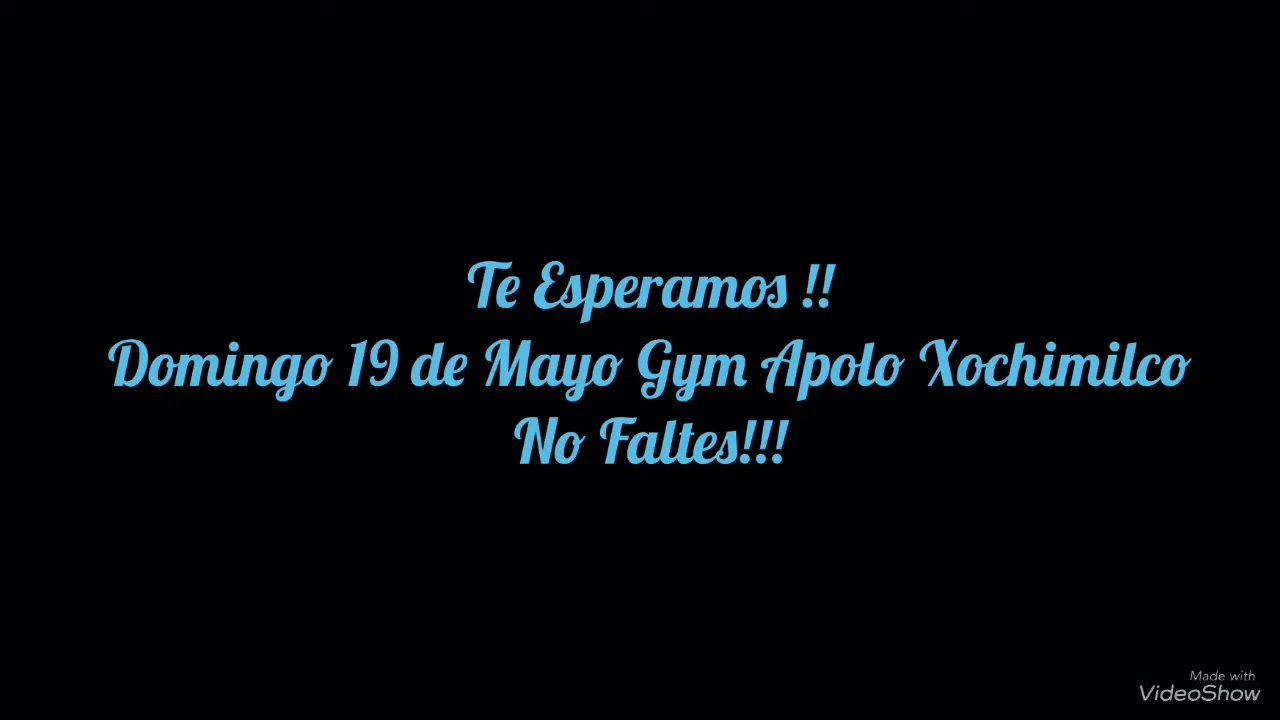 Te Esperamos !!
Domingo 19 de Mayo Gym Apolo Xochimilco
No Faltes!!!
Made with
VideoShow